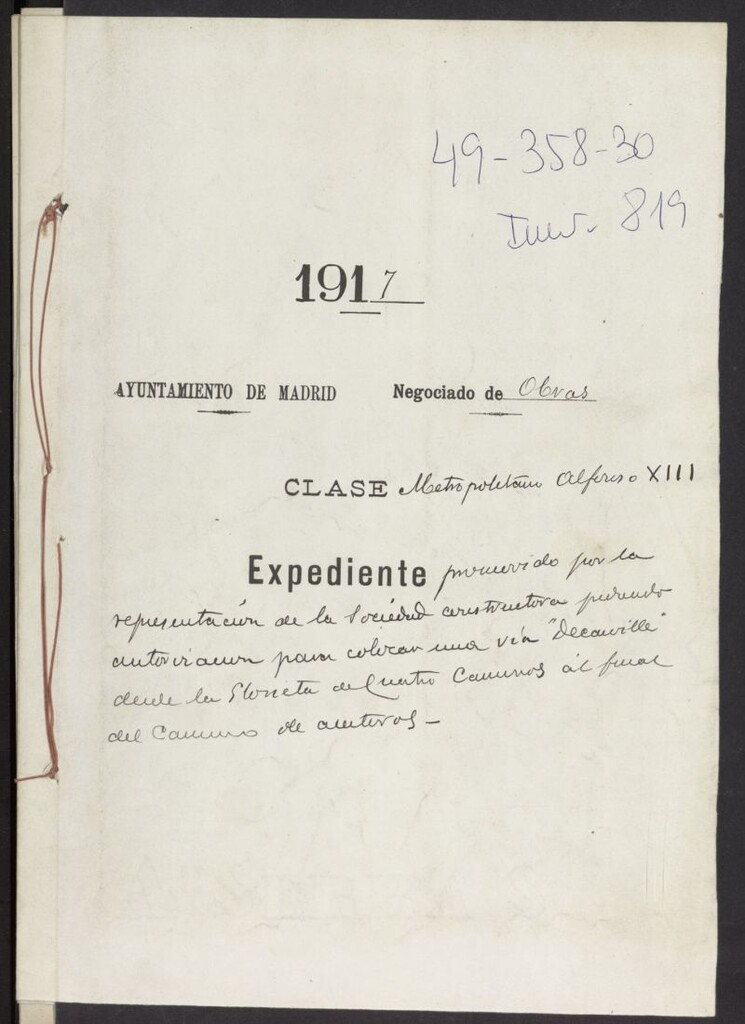 49-358-30
Inv. 819
1917
AYUNTAMIENTO DE MADRID Negociado de Obras
CLASE Metropolitano Alfonso XIII
Expediente promovido por la
representación de la Sociedad constructora pidiendo
autorización para colocar una vía "Decauville"
desde la Glorieta de Cuatro Caminos al final
del Camino de